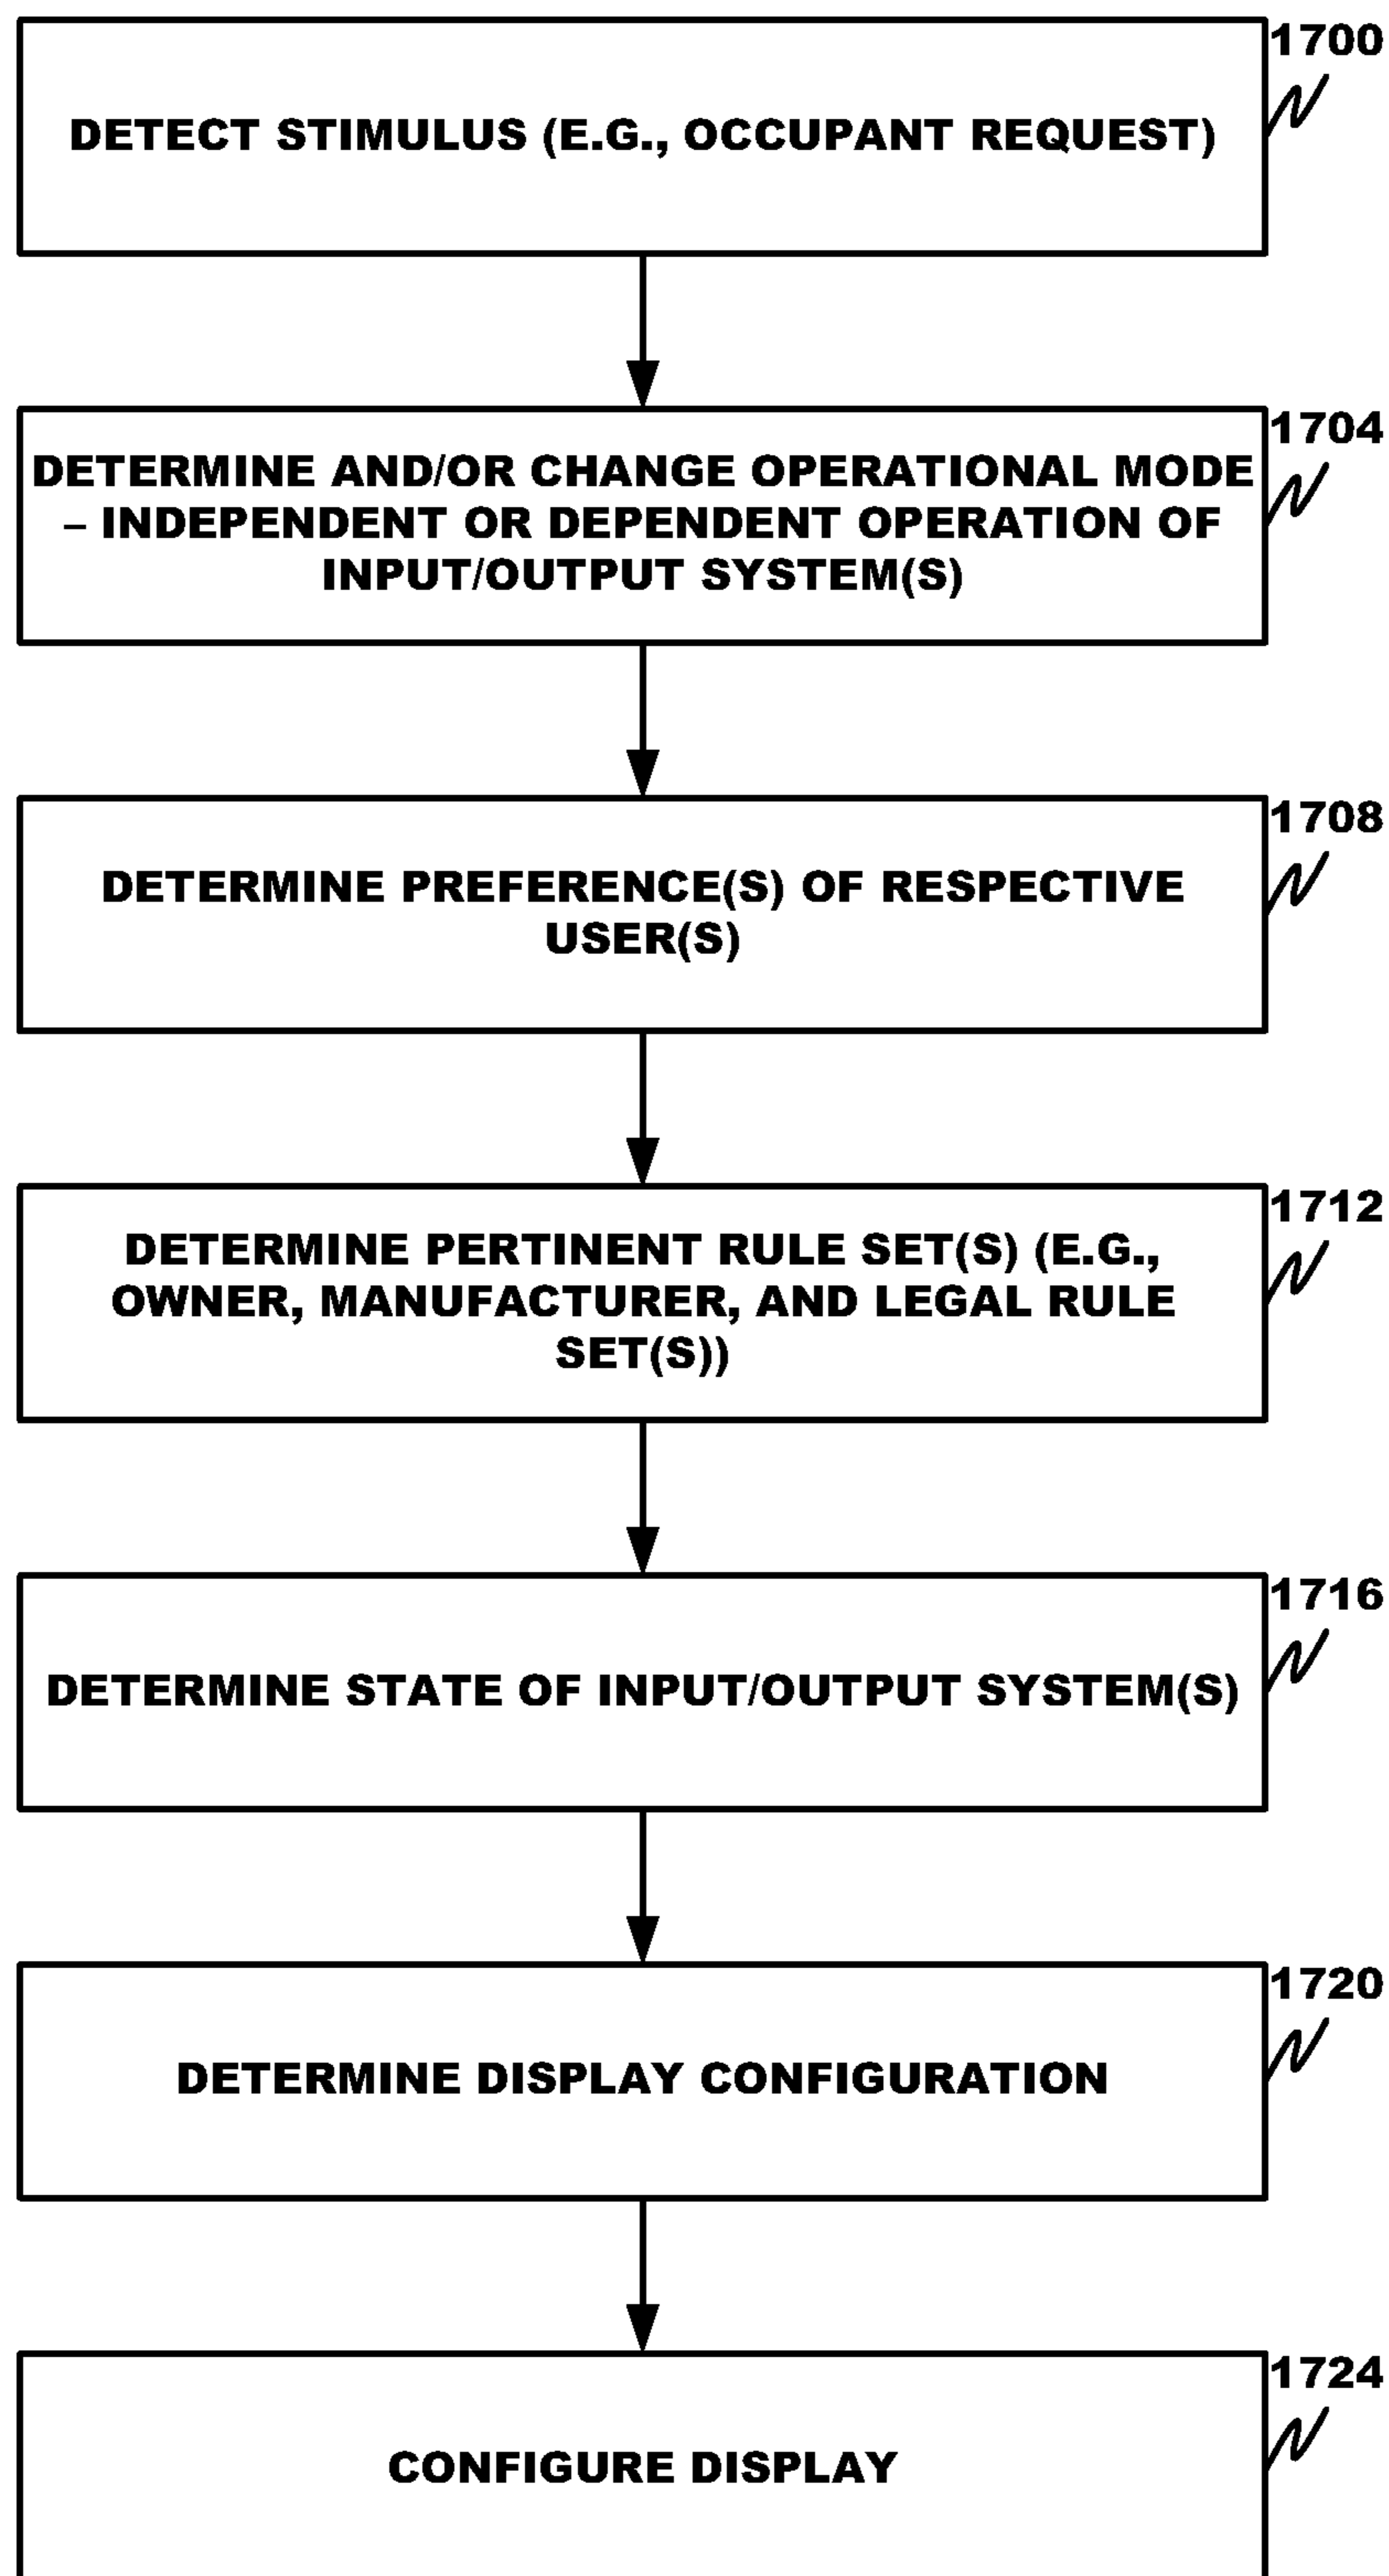 1700
DETECT STIMULUS (E.G., OCCUPANT REQUEST)
1704
DETERMINE AND/OR CHANGE OPERATIONAL MODE
– INDEPENDENT OR DEPENDENT OPERATION OF
INPUT/OUTPUT SYSTEM(S)
1708
DETERMINE PREFERENCE(S) OF RESPECTIVE
USER(S)
1712
DETERMINE PERTINENT RULE SET(S) (E.G.,
OWNER, MANUFACTURER, AND LEGAL RULE
SET(S))
1716
DETERMINE STATE OF INPUT/OUTPUT SYSTEM(S)
1720
DETERMINE DISPLAY CONFIGURATION
1724
CONFIGURE DISPLAY